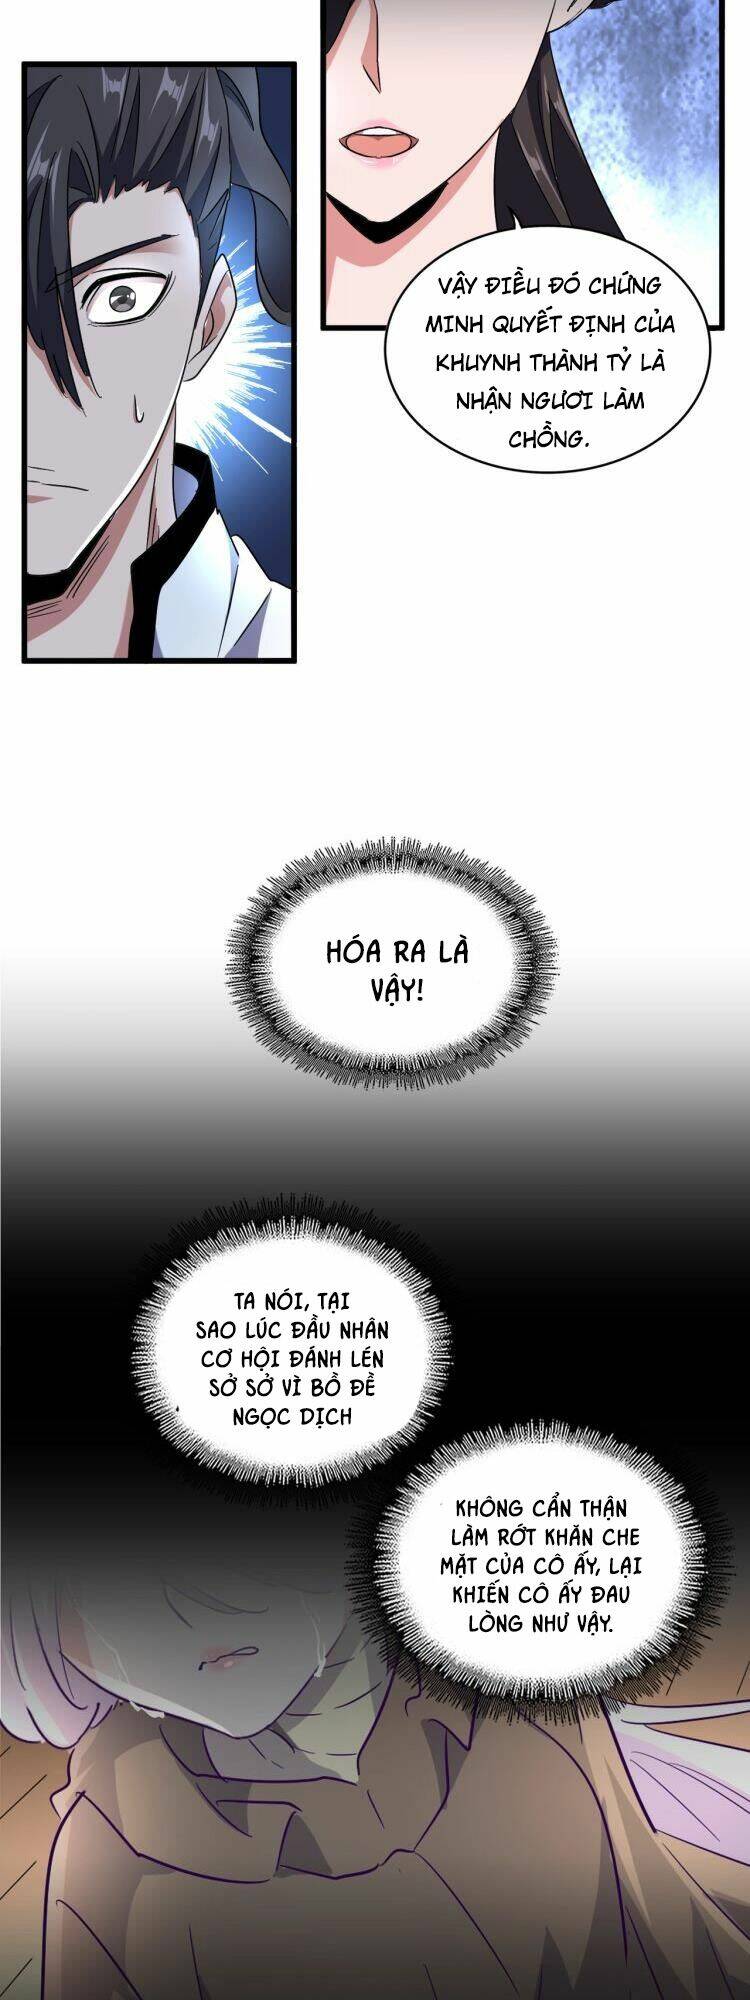 VẬY ĐIỀU ĐÓ CHỨNG
MINH QUYẾT ĐỊNH CỦA
KHUYNH THÀNH TỶ LÀ
NHẬN NGƯƠI LÀM
CHỒNG.
HÓA RA LÀ
VẬY!
TA NÓI, TẠI
SAO LÚC ĐẦU NHÂN
CƠ HỘI ĐÁNH LÉN
SỞ SỞ VÌ BỒ ĐỀ
NGỌC DỊCH
KHÔNG CẨN THẬN
LÀM RỚT KHĂN CHE
MẶT CỦA CÔ ẤY, LẠI
KHIẾN CÔ ẤY ĐAU
LÒNG NHƯ VẬY.